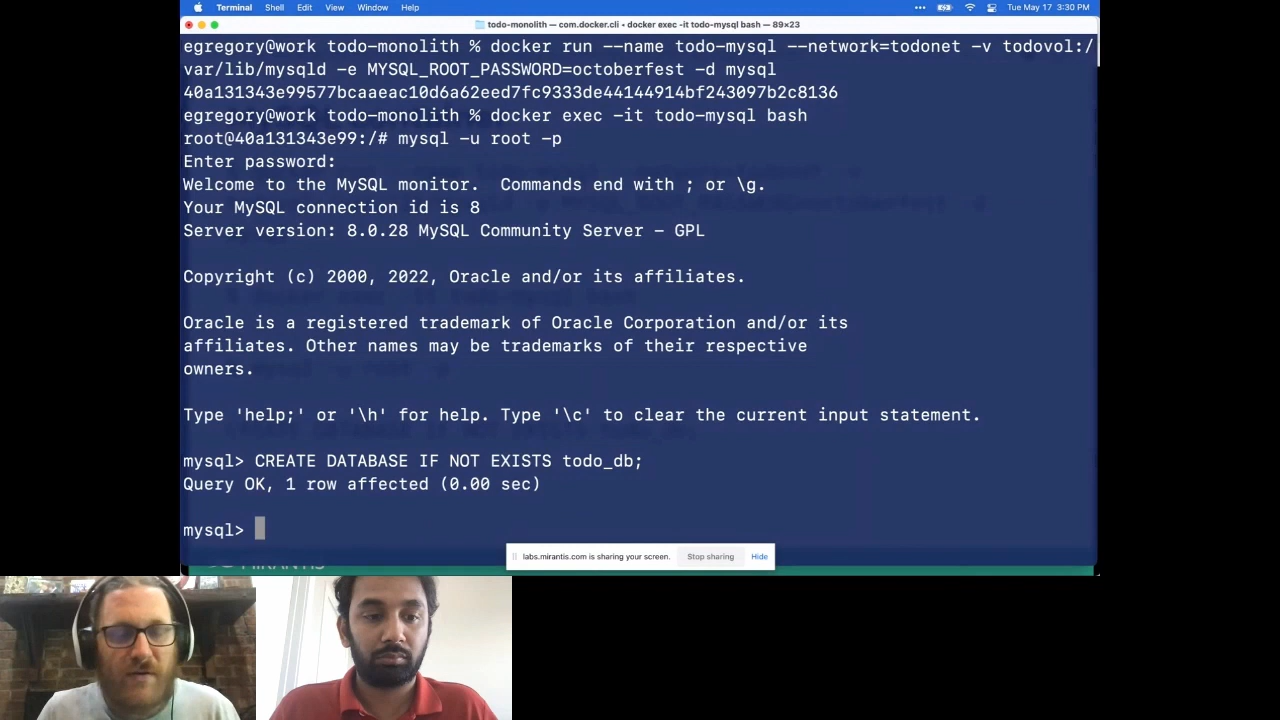 Terminal Shell Edit View Window Help
Tue May 17 3:30 PM
todo-monolith — com.docker.cli • docker exec -it todo-mysql bash — 89×23
egregory@work todo-monolith % docker run --name todo-mysql --network=todonet -v todovol:/
var/lib/mysqld -e MYSQL_ROOT_PASSWORD=octoberfest -d mysql
40a131343e99577bcaaeac10d6a62eed7fc9333de44144914bf243097b2c8136
egregory@work todo-monolith % docker exec -it todo-mysql bash
root@40a131343e99:/# mysql -u root -p
Enter password:
Welcome to the MySQL monitor.  Commands end with ; or \g.
Your MySQL connection id is 8
Server version: 8.0.28 MySQL Community Server - GPL
Copyright (c) 2000, 2022, Oracle and/or its affiliates.
Oracle is a registered trademark of Oracle Corporation and/or its
affiliates. Other names may be trademarks of their respective
owners.
Type 'help;' or '\h' for help. Type '\c' to clear the current input statement.
mysql> CREATE DATABASE IF NOT EXISTS todo_db;
Query OK, 1 row affected (0.00 sec)
mysql>
labs.mirantis.com is sharing your screen. Stop sharing Hide
MIRANTIS